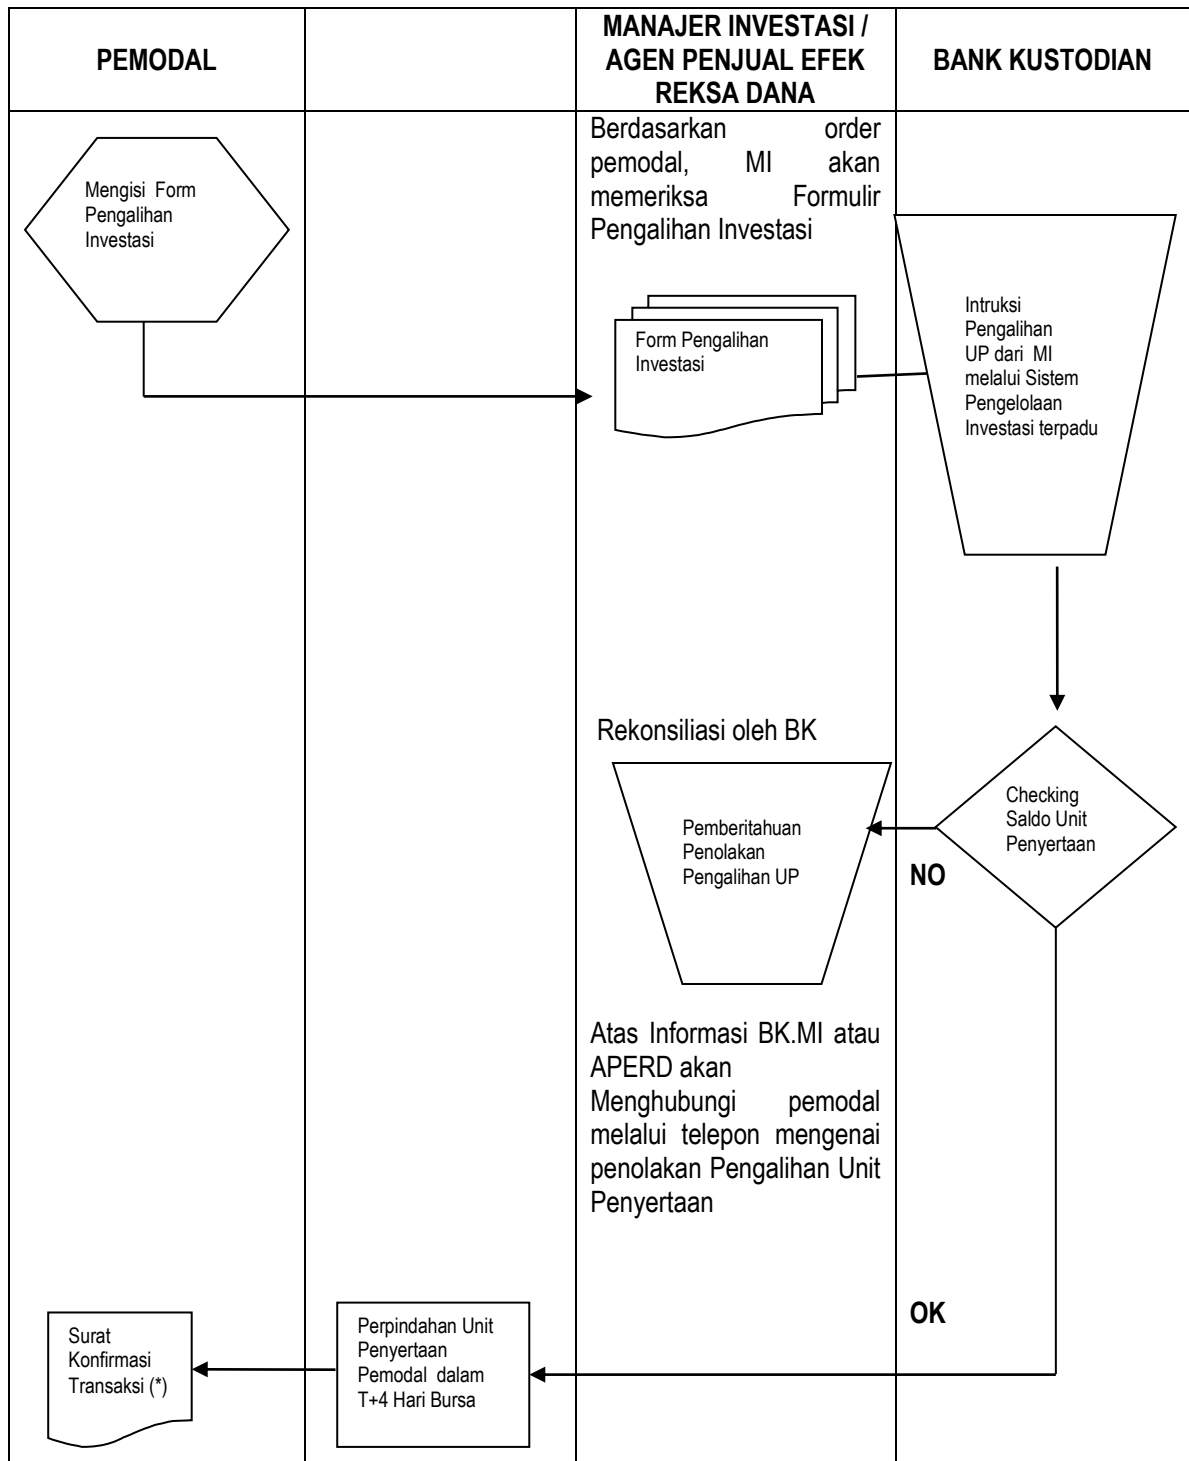 PEMODAL
MANAJER INVESTASI /
AGEN PENJUAL EFEK
REKSA DANA
BANK KUSTODIAN
Mengisi Form
Pengalihan
Investasi
Berdasarkan order
pemodal, MI akan
memeriksa Formulir
Pengalihan Investasi
Form Pengalihan
Investasi
Intruksi
Pengalihan
UP dari MI
melalui Sistem
Pengelolaan
Investasi terpadu
Rekonsiliasi oleh BK
Pemberitahuan
Penolakan
Pengalihan UP
Checking
Saldo Unit
Penyertaan
NO
Atas Informasi BK.MI atau
APERD akan
Menghubungi pemodal
melalui telepon mengenai
penolakan Pengalihan Unit
Penyertaan
OK
Surat
Konfirmasi
Transaksi (*)
Perpindahan Unit
Penyertaan
Pemodal dalam
T+4 Hari Bursa